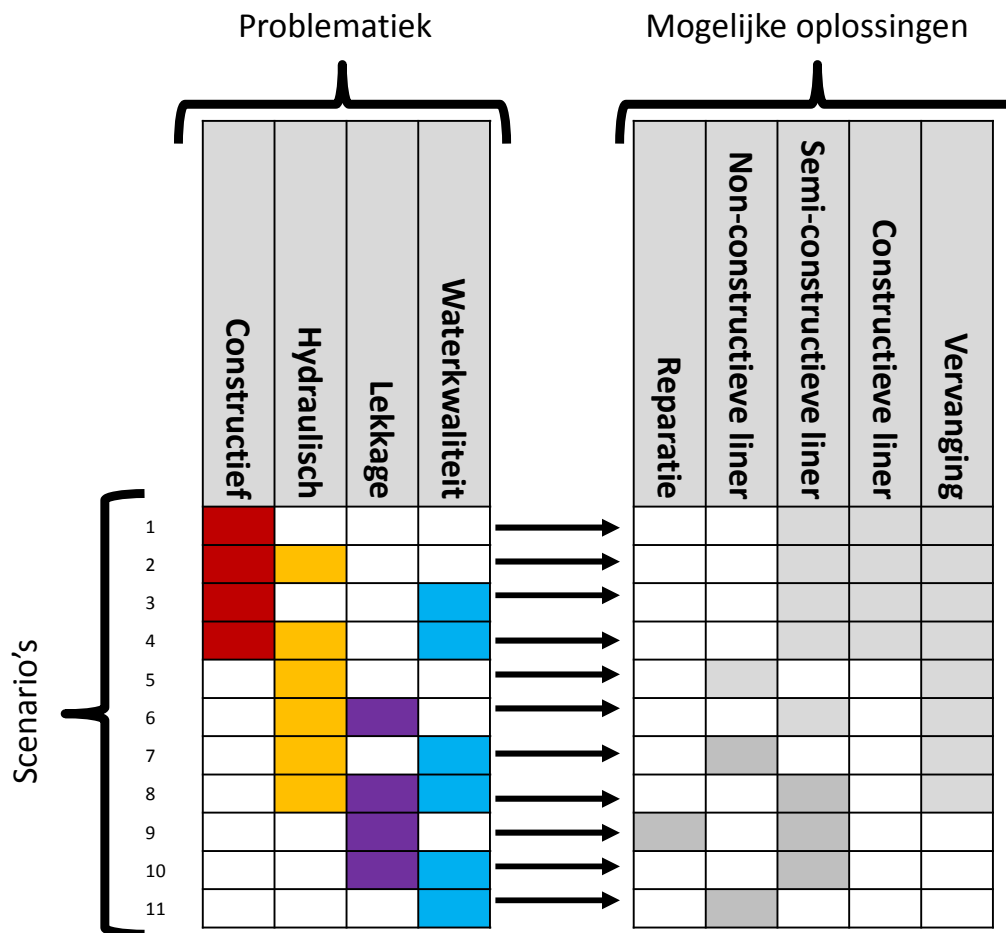 Problematiek
Mogelijke oplossingen
Constructief
Hydraulisch
Lekkage
Waterkwaliteit
Reparatie
Non-constructieve liner
Semi-constructieve liner
Constructieve liner
Vervanging
Scenario's
1
2
3
4
5
6
7
8
9
10
11